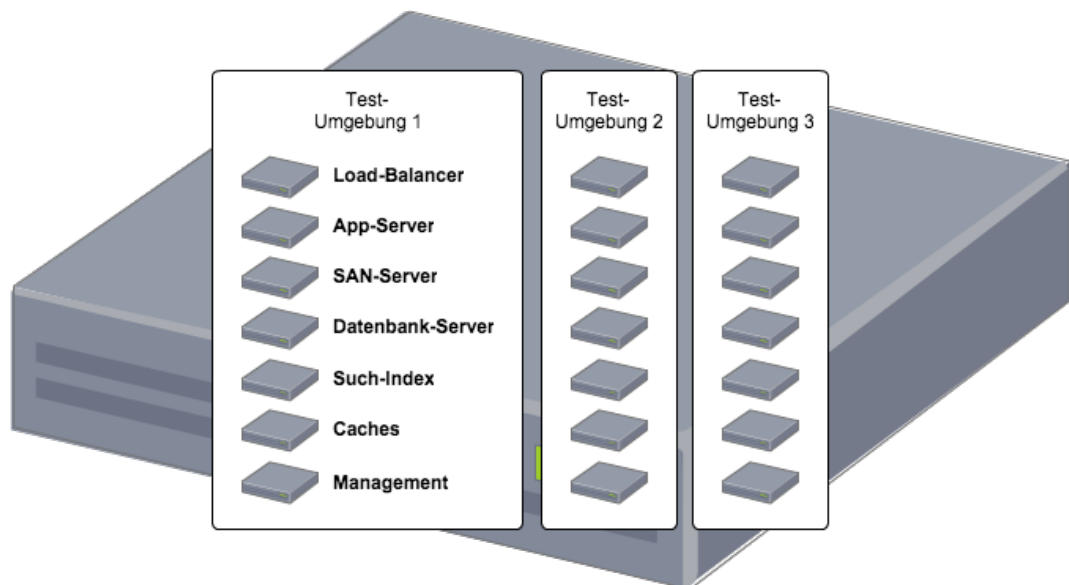 Test-
Umgebung 1
Test-
Umgebung 2
Test-
Umgebung 3
Load-Balancer
App-Server
SAN-Server
Datenbank-Server
Such-Index
Caches
Management